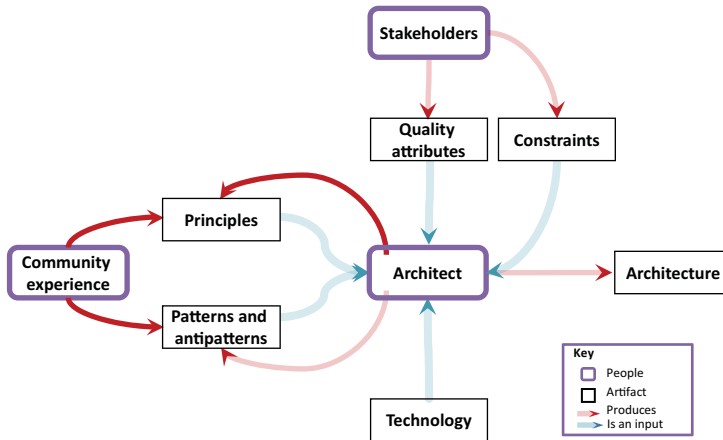 Stakeholders
Quality
attributes
Constraints
Principles
Community
experience
Architect
Architecture
Patterns and
antipatterns
Technology
Key
People
Artifact
Produces
Is an input